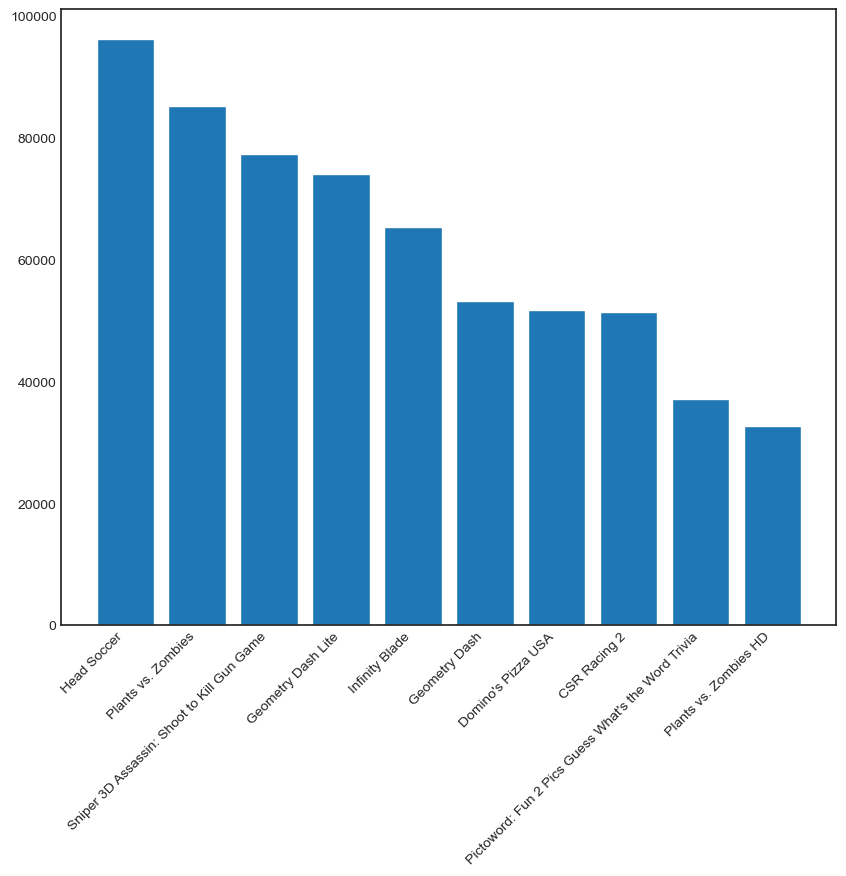 100000
80000
60000
40000
20000
0
Head Soccer
Plants vs. Zombies
Sniper 3D Assassin: Shoot to Kill Gun Game
Geometry Dash Lite
Infinity Blade
Geometry Dash
Domino's Pizza USA
CSR Racing 2
Pictoword: Fun 2 Pics Guess What's the Word Trivia
Plants vs. Zombies HD